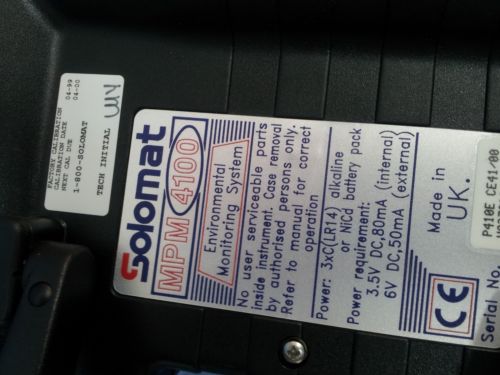 FACTORY CALIBRATION
CALIBRATION DATE 04-99
NEXT CAL DUE 04-00
1-800-SOLOMAT
TECH INITIAL
Solomat
MPM 4100
Environmental
Monitoring System
No user serviceable parts
inside instrument. Case removal
by authorised persons only.
Refer to manual for correct
operation
Power: 3xC(LR14) alkaline
or NiCd battery pack
Power requirement:
3.5V DC,80mA (internal)
6V DC,50mA (external)
CE
Made in
UK.
Serial No.
P410E CE41-00